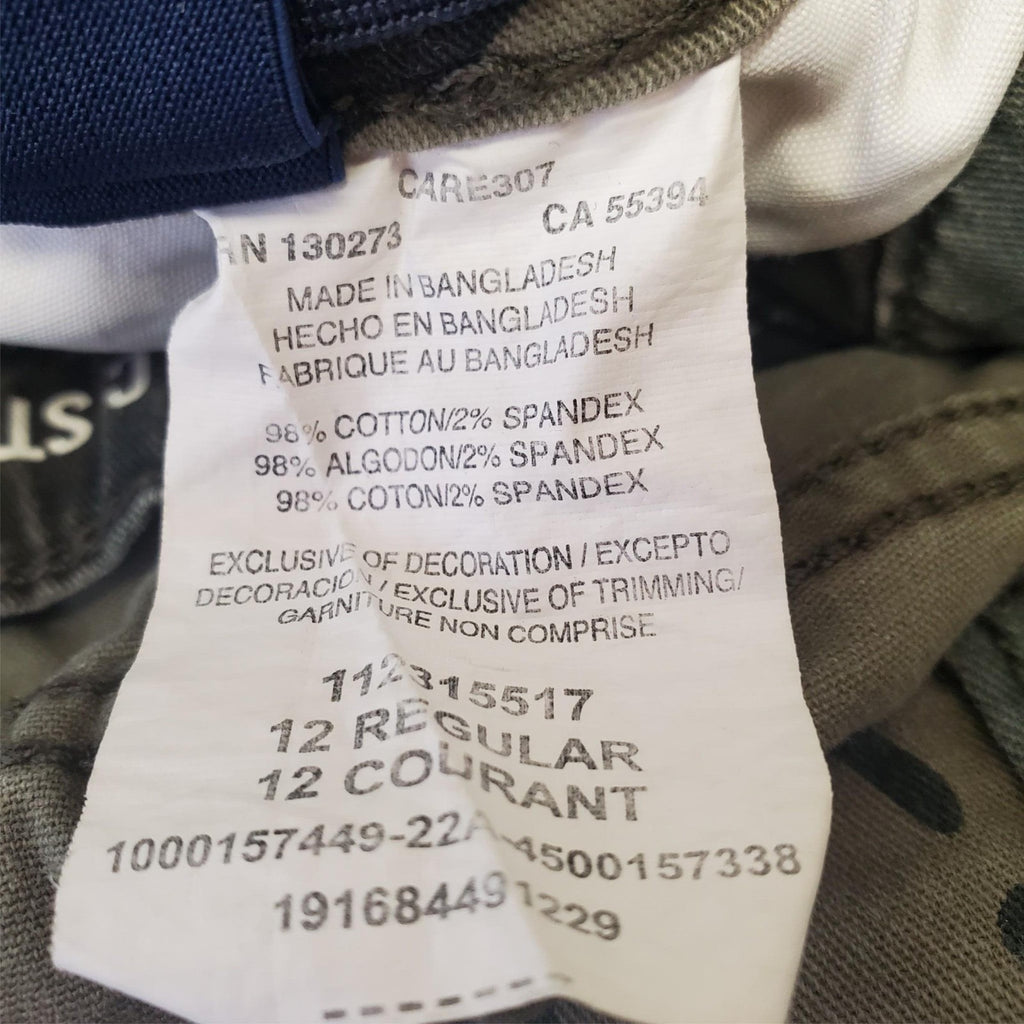 CARE307
RN 130273 CA 55394
MADE IN BANGLADESH
HECHO EN BANGLADESH
FABRIQUE AU BANGLADESH
98% COTTON/2% SPANDEX
98% ALGODON/2% SPANDEX
98% COTON/2% SPANDEX
EXCLUSIVE OF DECORATION / EXCEPTO
DECORACION / EXCLUSIVE OF TRIMMING/
GARNITURE NON COMPRISE
112315517
12 REGULAR
12 COURANT
1000157449-22A-4500157338
191684491229